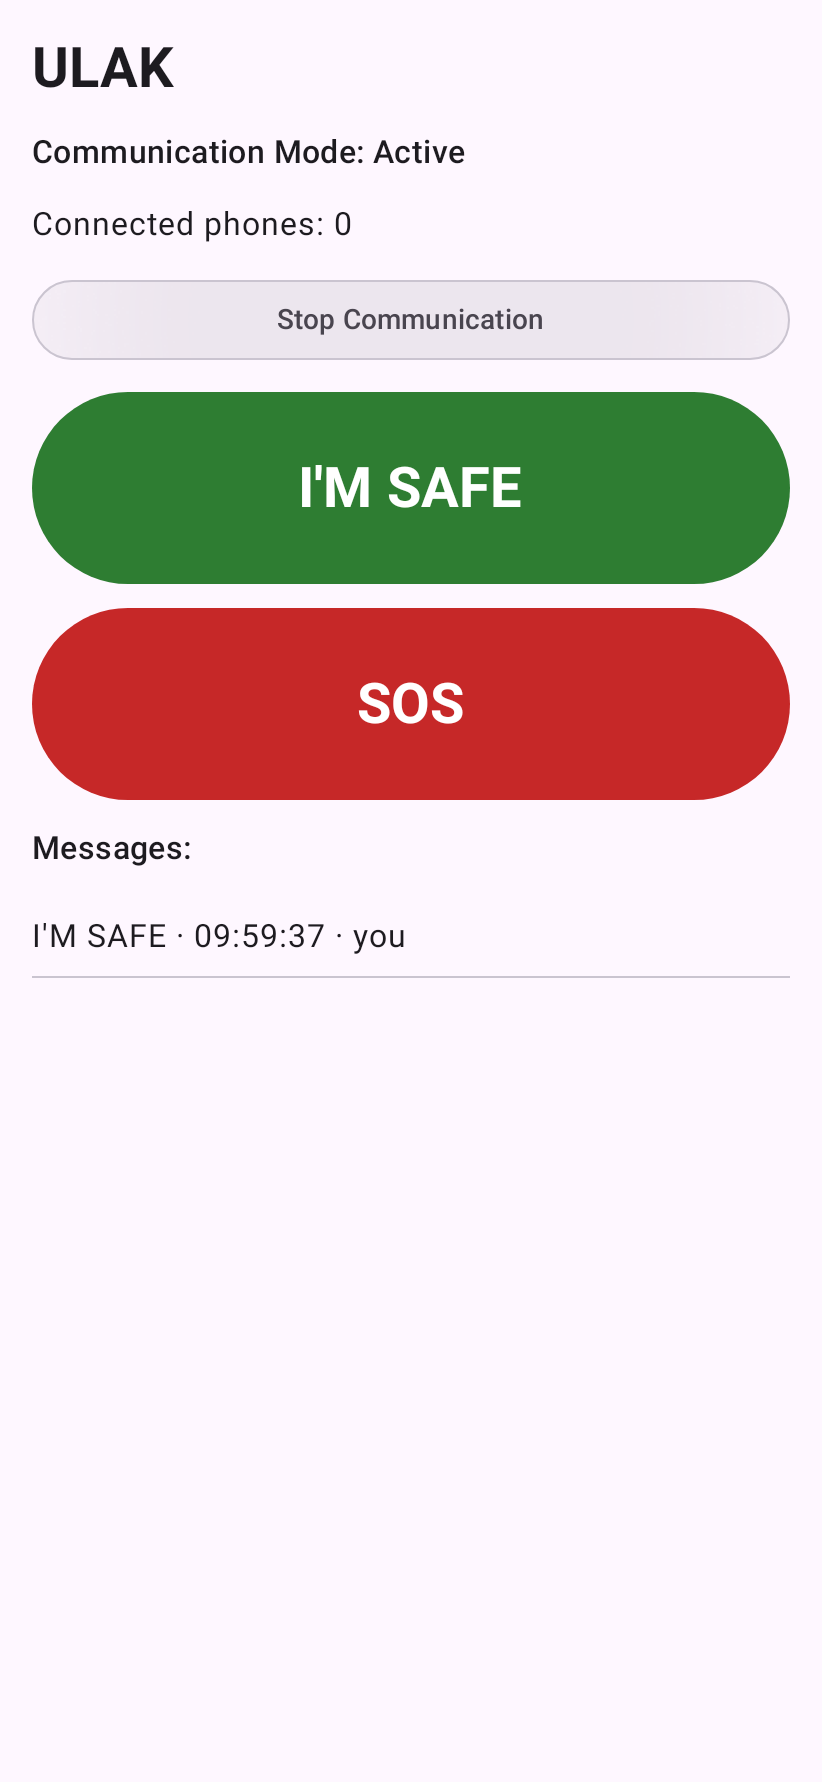 ULAK
Communication Mode: Active
Connected phones: 0
Stop Communication
I'M SAFE
SOS
Messages:
I'M SAFE · 09:59:37 · you